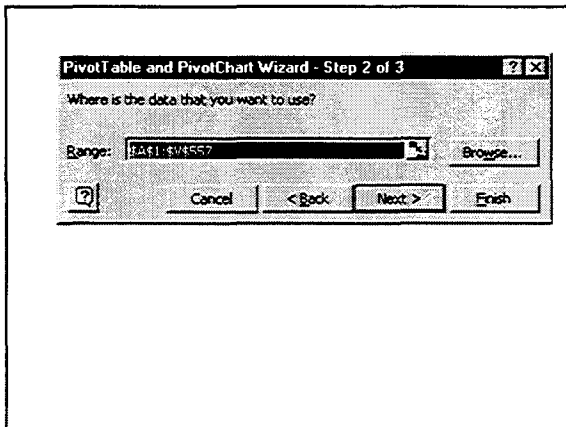 PivotTable and PivotChart Wizard - Step 2 of 3
Where is the data that you want to use?
Range: $A$1:$V$557 Browse...
Cancel < Back Next > Finish